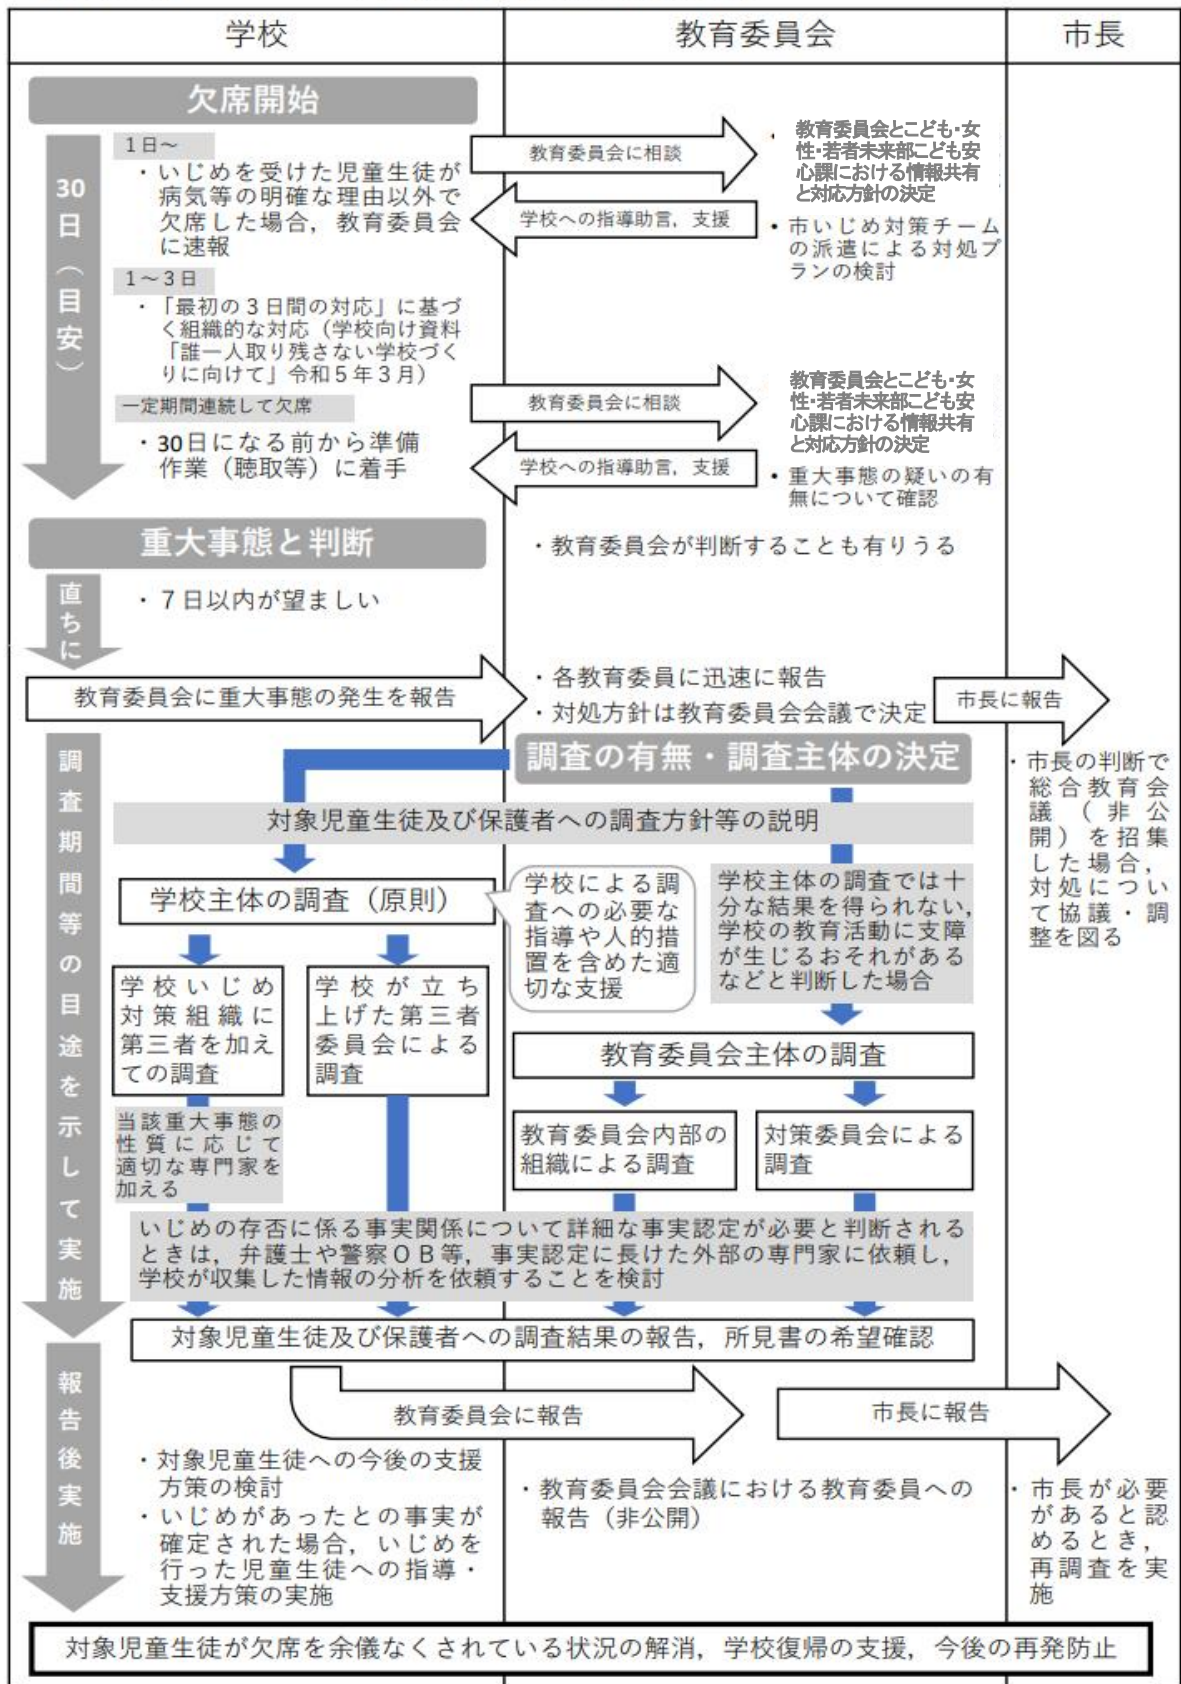 学校
教育委員会
市長
欠席開始
30日（目安）
1日～
・いじめを受けた児童生徒が
病気等の明確な理由以外で
欠席した場合，教育委員会
に速報
1～3日
・「最初の3日間の対応」に基づ
く組織的な対応（学校向け資料
「誰一人取り残さない学校づく
りに向けて」令和5年3月）
一定期間連続して欠席
・30日になる前から準備
作業（聴取等）に着手
教育委員会に相談
学校への指導助言，支援
・教育委員会とこども・女
性・若者未来部こども安
心課における情報共有
と対応方針の決定
・市いじめ対策チーム
の派遣による対処プ
ランの検討
教育委員会に相談
学校への指導助言，支援
教育委員会とこども・女
性・若者未来部こども安
心課における情報共有
と対応方針の決定
・重大事態の疑いの有
無について確認
重大事態と判断
・教育委員会が判断することも有りうる
直ちに
・7日以内が望ましい
教育委員会に重大事態の発生を報告
・各教育委員に迅速に報告
・対処方針は教育委員会会議で決定
市長に報告
調査期間等の目途を示して実施
調査の有無・調査主体の決定
・市長の判断で
総合教育会
議（非公
開）を招集
した場合，
対処につい
て協議・調
整を図る
対象児童生徒及び保護者への調査方針等の説明
学校主体の調査（原則）
学校による調
査への必要な
指導や人的措
置を含めた適
切な支援
学校主体の調査では十
分な結果を得られない，
学校の教育活動に支障
が生じるおそれがある
などと判断した場合
学校いじめ
対策組織に
第三者を加え
ての調査
学校が立ち
上げた第三者
委員会による
調査
教育委員会主体の調査
当該重大事態の
性質に応じて
適切な専門家を
加える
教育委員会内部の
組織による調査
対策委員会による
調査
いじめの存否に係る事実関係について詳細な事実認定が必要と判断される
ときは，弁護士や警察OB等，事実認定に長けた外部の専門家に依頼し，
学校が収集した情報の分析を依頼することを検討
対象児童生徒及び保護者への調査結果の報告，所見書の希望確認
報告後実施
教育委員会に報告
市長に報告
・対象児童生徒への今後の支援
方策の検討
・いじめがあったとの事実が
確定された場合，いじめを
行った児童生徒への指導・
支援方策の実施
・教育委員会会議における教育委員への
報告（非公開）
・市長が必要
があると認
めるとき，
再調査を実
施
対象児童生徒が欠席を余儀なくされている状況の解消，学校復帰の支援，今後の再発防止